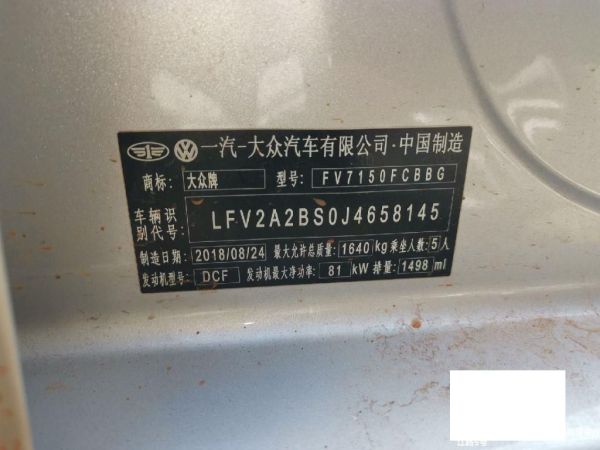 一汽-大众汽车有限公司·中国制造
商标: 大众牌 型号: FV7150FCBBG
车辆识别代号: LFV2A2BS0J4658145
制造日期: 2018/08/24 最大允许总质量: 1640 kg 乘坐人数: 5 人
发动机型号: DCF 发动机最大净功率: 81 kW 排量: 1498 ml